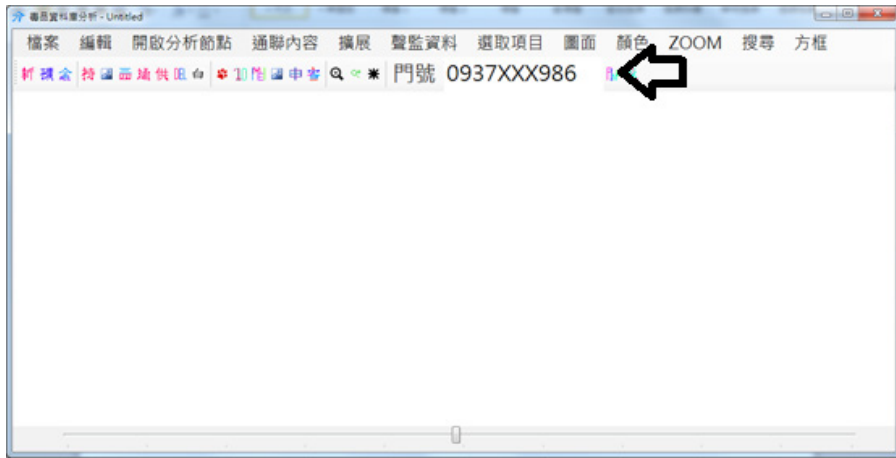 毒品資料庫分析 - Untitled
檔案 編輯 開啟分析節點 通聯內容 擴展 聲監資料 選取項目 圖面 顏色 ZOOM 搜尋 方框
門號 0937XXX986